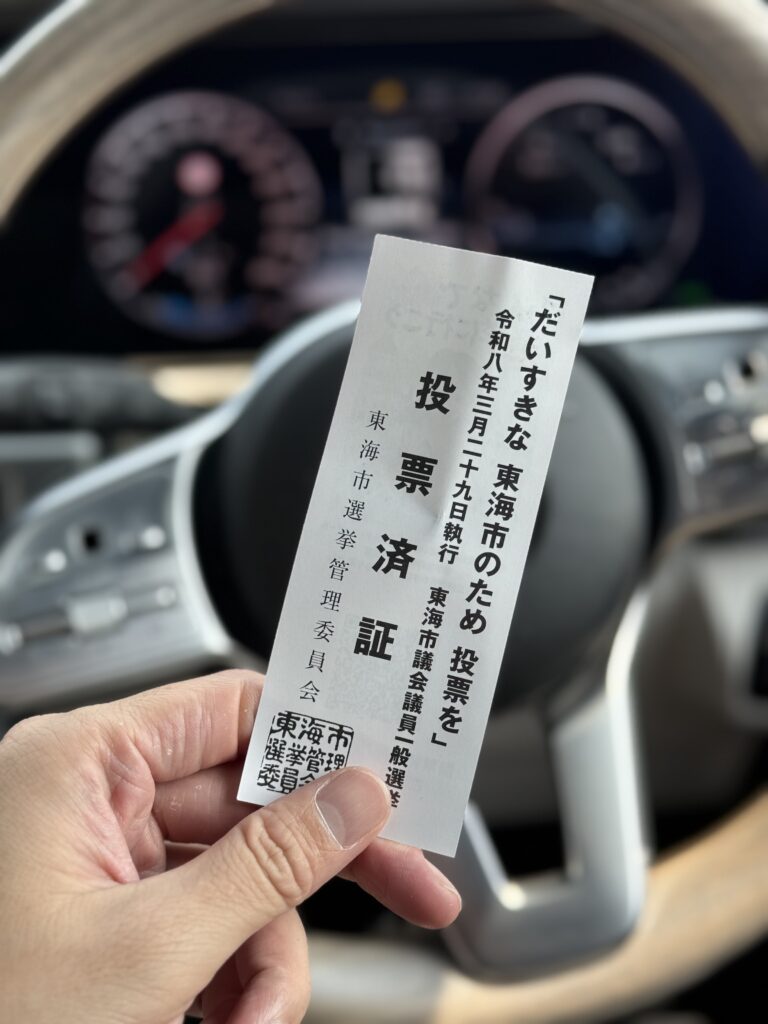 「だいすきな 東海市のため 投票を」
令和八年三月二十九日執行 東海市議会議員一般選挙
投票済証
東海市選挙管理委員会
東海市
選挙管理
委員会